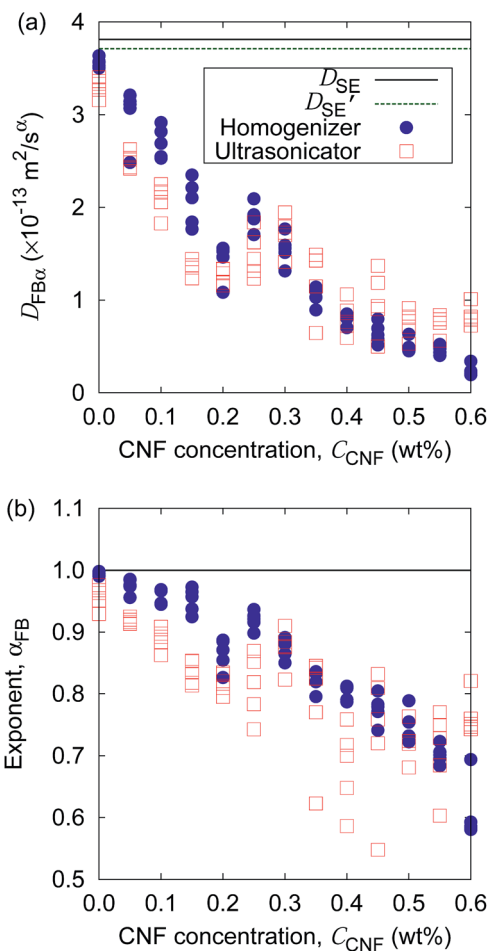 (a)
4
3
2
1
0
D_FBα (×10⁻¹³ m²/s^α)
D_SE
D_SE′
Homogenizer
Ultrasonicator
0.0 0.1 0.2 0.3 0.4 0.5 0.6
CNF concentration, C_CNF (wt%)
(b)
1.1
1.0
0.9
0.8
0.7
0.6
0.5
Exponent, α_FB
0.0 0.1 0.2 0.3 0.4 0.5 0.6
CNF concentration, C_CNF (wt%)